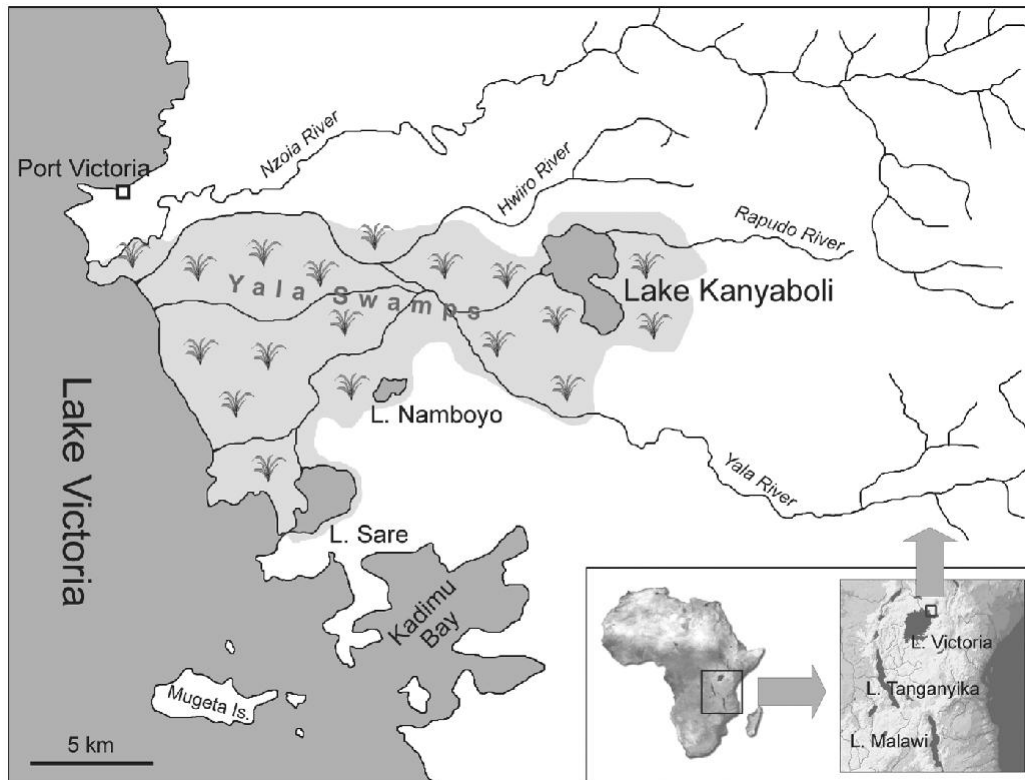 Nzoia River
Port Victoria
Hwiro River
Rapudo River
Yala Swamps
Lake Kanyaboli
Lake Victoria
L. Namboyo
Yala River
L. Sare
Kadimu
Bay
Mugeta Is.
5 km
L. Victoria
L. Tanganyika
L. Malawi